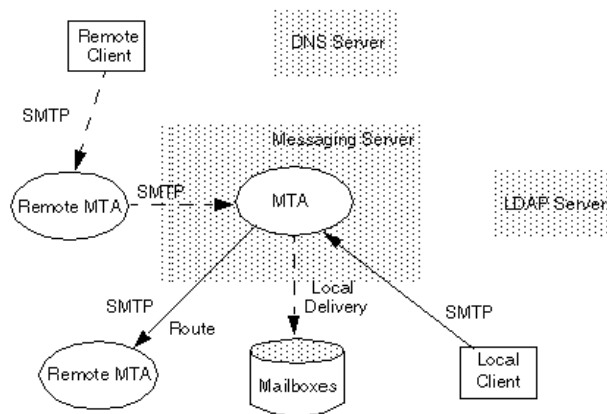 Remote
Client
DNS Server
SMTP
Messaging Server
SMTP
Remote MTA
MTA
LDAP Server
SMTP
Route
Local
Delivery
SMTP
Remote MTA
Mailboxes
Local
Client